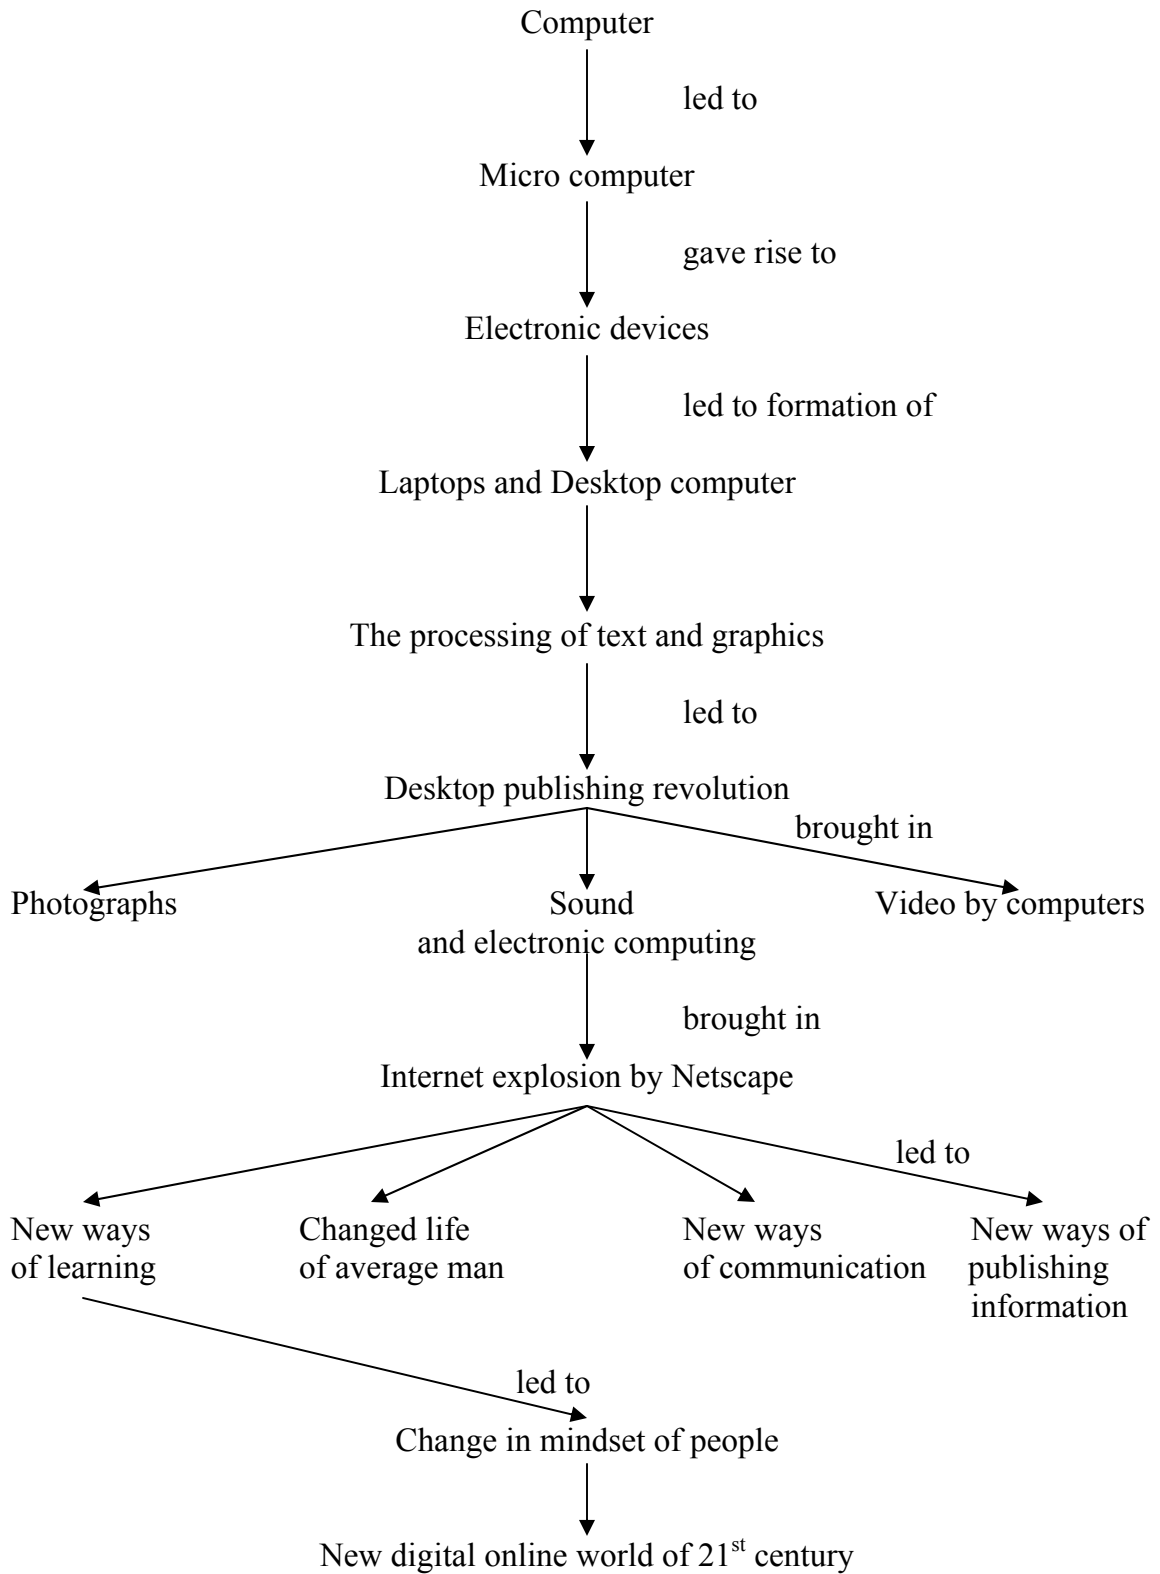 Computer
led to
Micro computer
gave rise to
Electronic devices
led to formation of
Laptops and Desktop computer
The processing of text and graphics
led to
Desktop publishing revolution
brought in
Photographs
Sound
and electronic computing
Video by computers
brought in
Internet explosion by Netscape
led to
New ways
of learning
Changed life
of average man
New ways
of communication
New ways of
publishing
information
led to
Change in mindset of people
New digital online world of 21st century